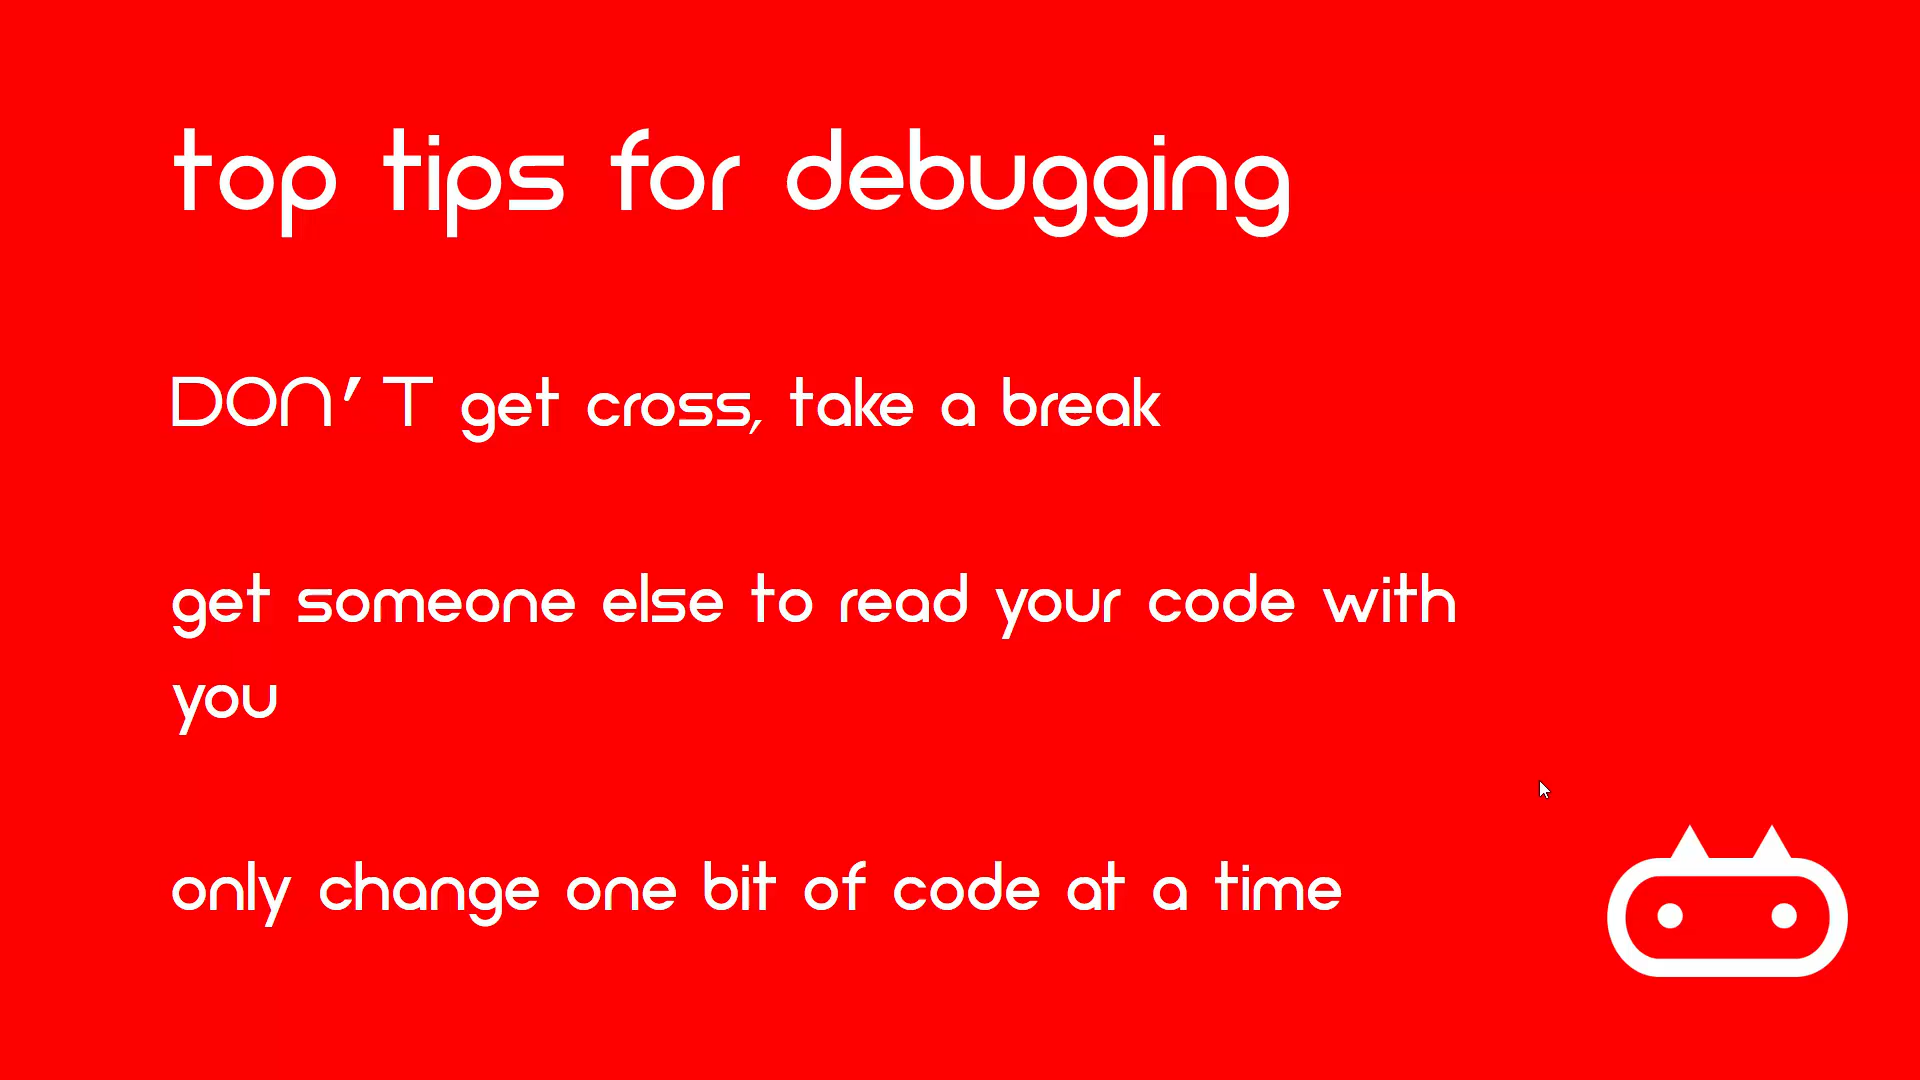 top tips for debugging
DON'T get cross, take a break
get someone else to read your code with
you
only change one bit of code at a time